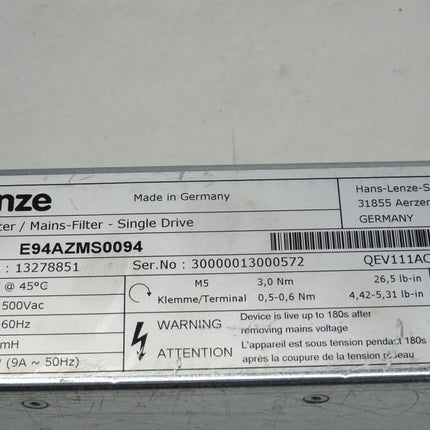 nze
Made in Germany
Hans-Lenze-S
31855 Aerzer
GERMANY
ter / Mains-Filter - Single Drive
E94AZMS0094
: 13278851 Ser.No : 30000013000572 QEV111AC
@ 45°C
500Vac
60Hz
mH
(9A ~ 50Hz)
M5 3,0 Nm 26,5 lb-in
Klemme/Terminal 0,5-0,6 Nm 4,42-5,31 lb-in
WARNING Device is live up to 180s after
removing mains voltage
ATTENTION L'appareil est sous tension pendant 180s
après la coupure de la tension réseau